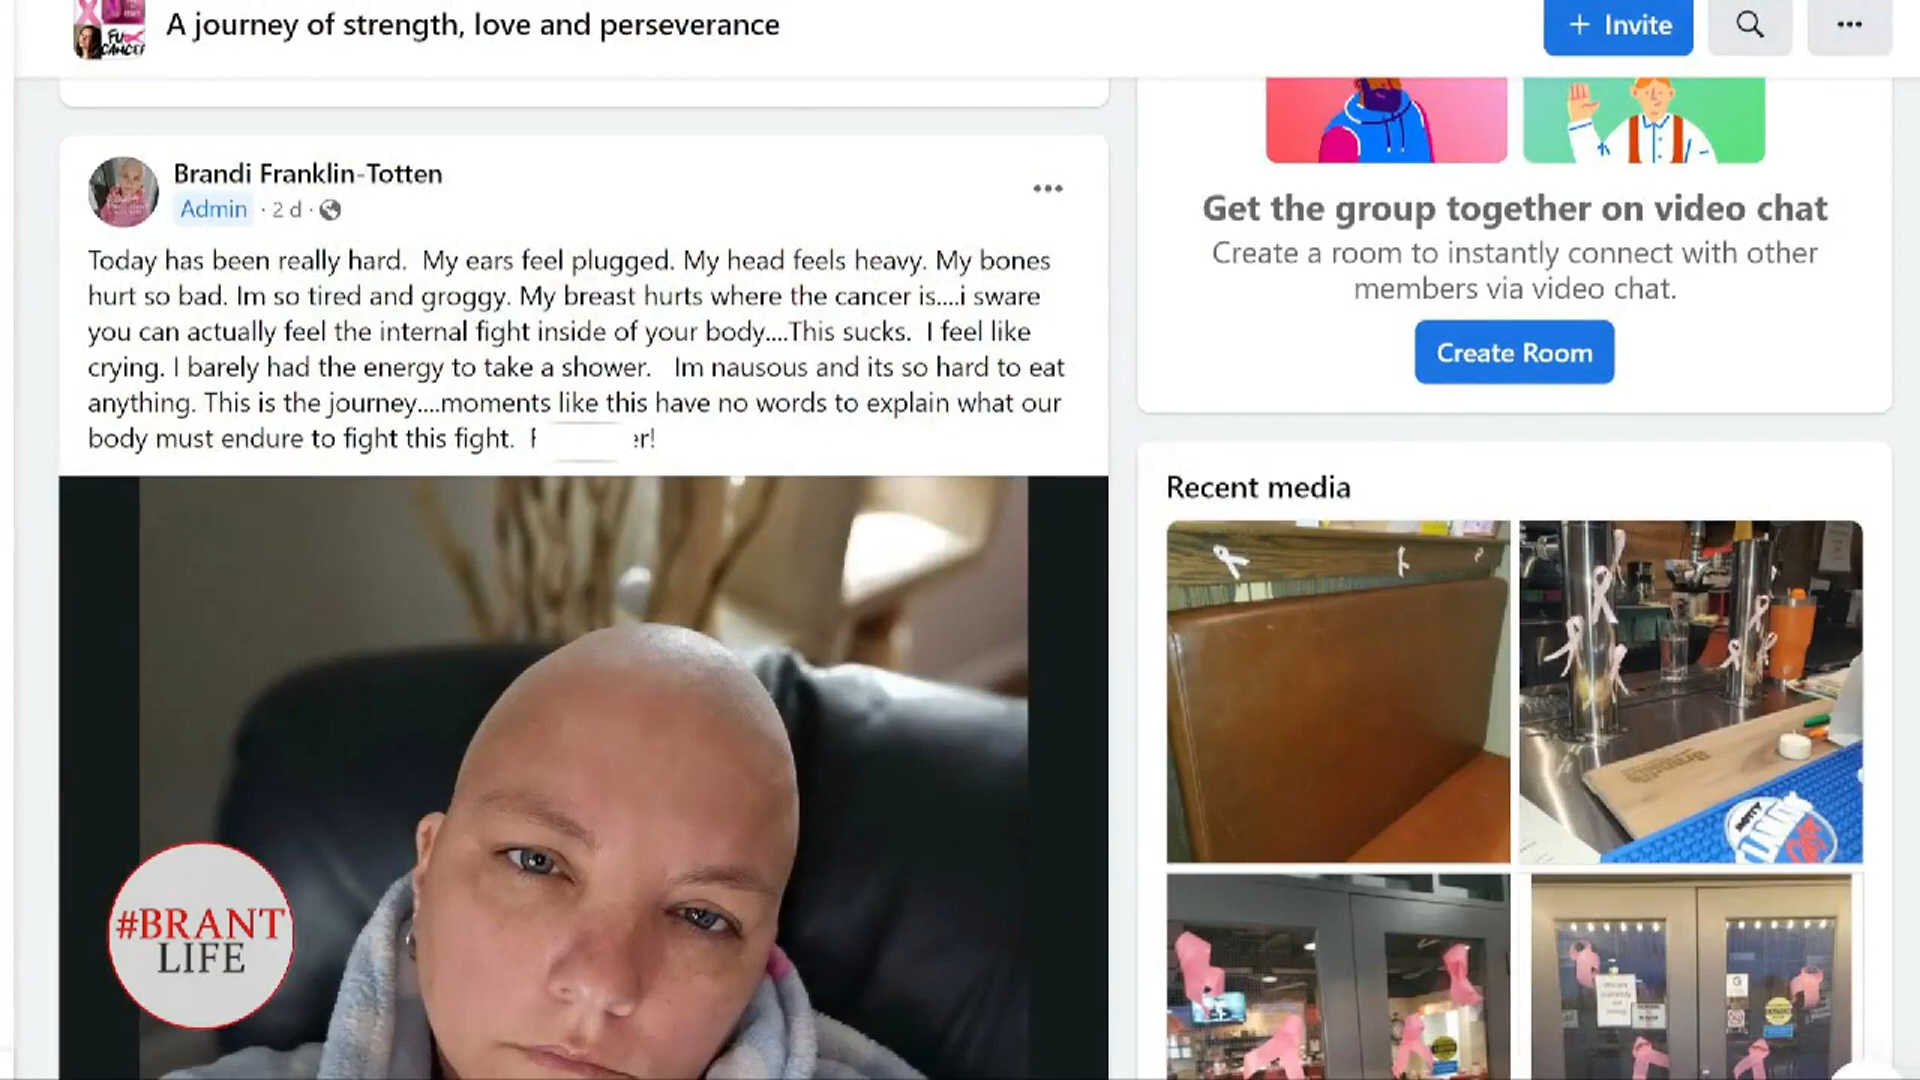 A journey of strength, love and perseverance
+ Invite
FU
CANCER
Brandi Franklin-Totten
Admin · 2 d ·
Today has been really hard. My ears feel plugged. My head feels heavy. My bones
hurt so bad. Im so tired and groggy. My breast hurts where the cancer is....i sware
you can actually feel the internal fight inside of your body....This sucks. I feel like
crying. I barely had the energy to take a shower. Im nausous and its so hard to eat
anything. This is the journey....moments like this have no words to explain what our
body must endure to fight this fight. F er!
#BRANT
LIFE
Get the group together on video chat
Create a room to instantly connect with other
members via video chat.
Create Room
Recent media